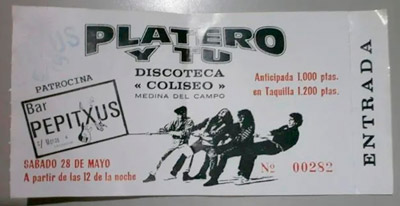 PLATERO
Y TU
PATROCINA
Bar
PEPITXUS
DISCOTECA
« COLISEO »
MEDINA DEL CAMPO
Anticipada 1.000 ptas.
en Taquilla 1.200 ptas.
SABADO 28 DE MAYO
A partir de las 12 de la noche
Nº 00282
ENTRADA